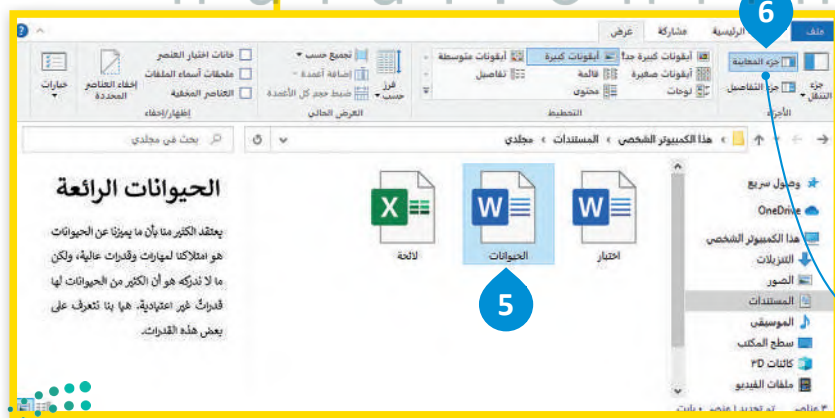 6
ملف الرئيسية مشاركة عرض
جزء التنقل
جزء المعاينة
جزء التفاصيل
الأجزاء
أيقونات كبيرة جدا أيقونات كبيرة أيقونات متوسطة
أيقونات صغيرة قائمة تفاصيل
لوحات محتوى
التخطيط
فرز حسب
تجميع حسب
إضافة أعمدة
ضبط حجم كل الأعمدة
العرض الحالي
خانات اختيار العنصر
ملحقات أسماء الملفات
العناصر المخفية
إخفاء العناصر المحددة
إظهار/إخفاء
خيارات
هذا الكمبيوتر الشخصي › المستندات › مجلدي
بحث في مجلدي
وصول سريع
OneDrive
هذا الكمبيوتر الشخصي
التنزيلات
الصور
المستندات
الموسيقى
سطح المكتب
كائنات ٣D
ملفات الفيديو
اختبار
الحيوانات
لائحة
5
الحيوانات الرائعة
يعتقد الكثير منا بأن ما يميزنا عن الحيوانات
هو امتلاكنا لمهارات وقدرات عالية، ولكن
ما لا ندركه هو أن الكثير من الحيوانات لها
قدراتٌ غير اعتيادية. هيا بنا نتعرف على
بعض هذه القدرات.